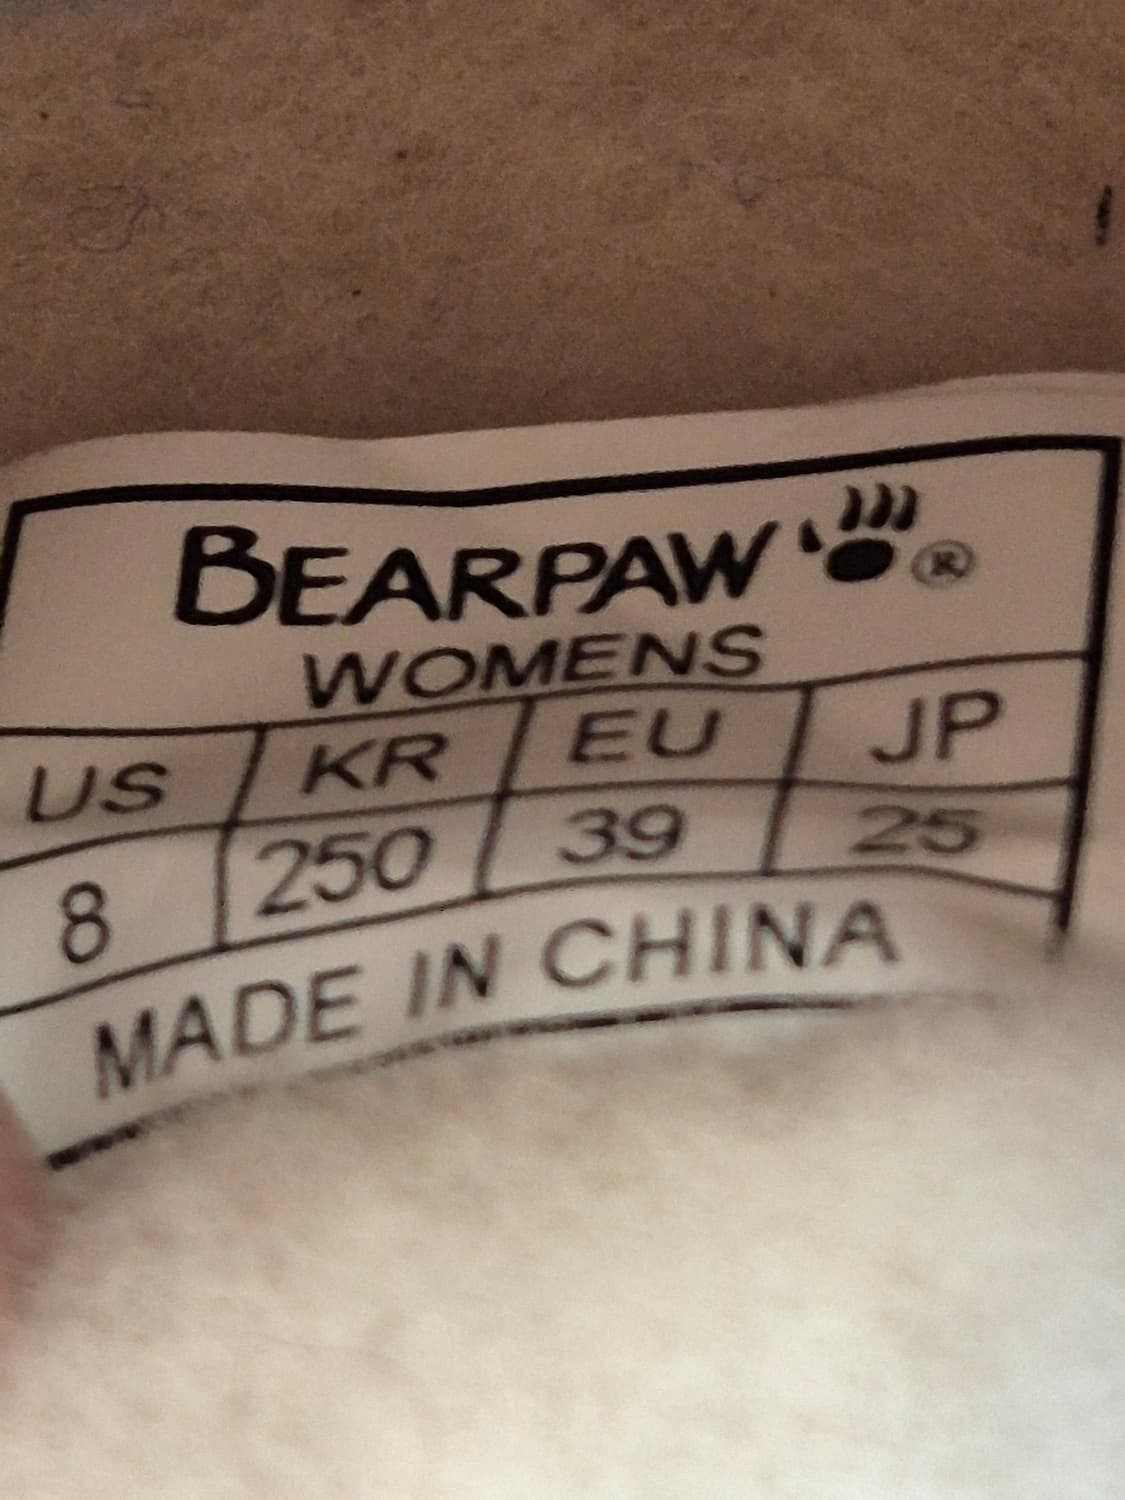 BEARPAW ®
WOMENS
US KR EU JP
8 250 39 25
MADE IN CHINA